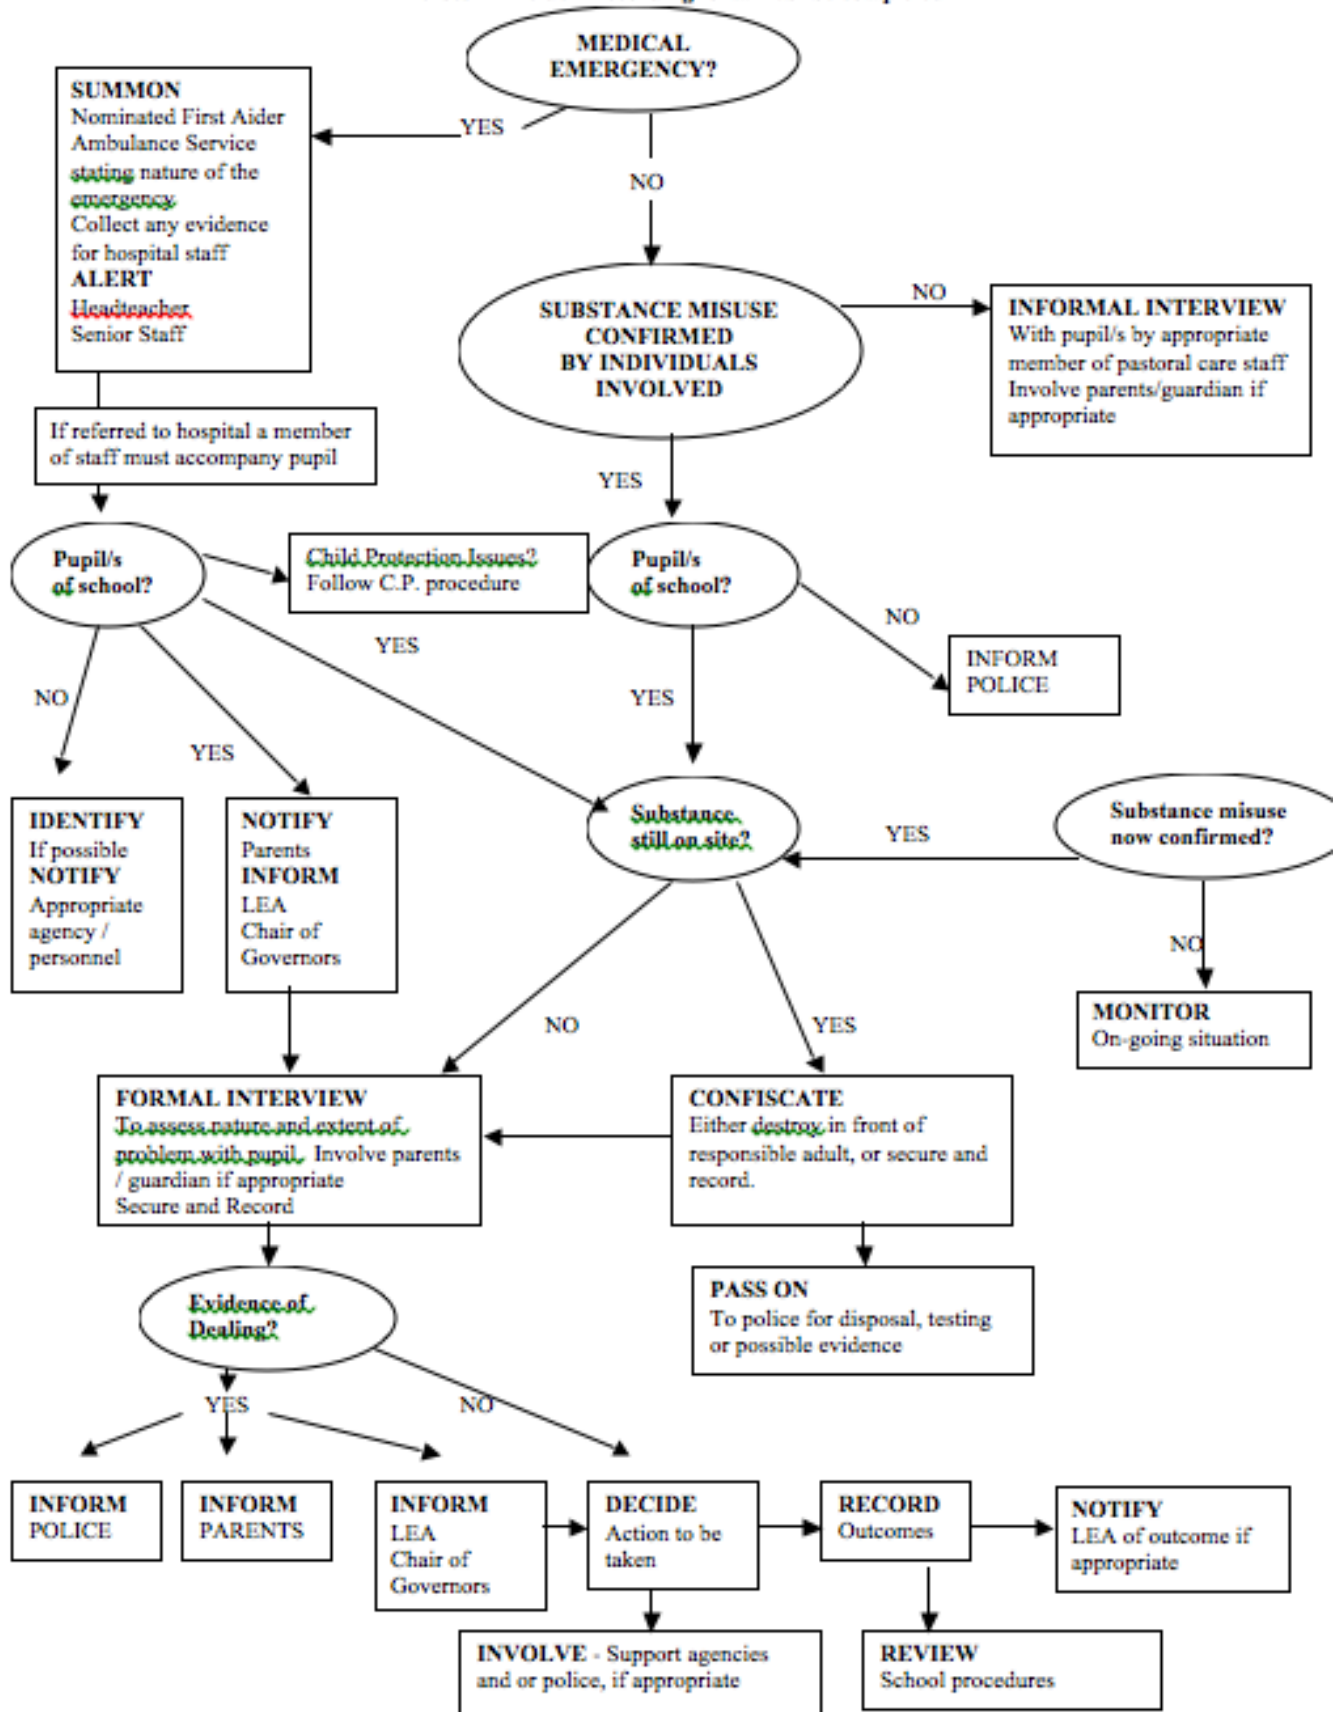 MEDICAL
EMERGENCY?
SUMMON
Nominated First Aider
Ambulance Service
stating nature of the
emergency
Collect any evidence
for hospital staff
ALERT
Headteacher
Senior Staff
YES
NO
SUBSTANCE MISUSE
CONFIRMED
BY INDIVIDUALS
INVOLVED
NO
INFORMAL INTERVIEW
With pupil/s by appropriate
member of pastoral care staff
Involve parents/guardian if
appropriate
If referred to hospital a member
of staff must accompany pupil
YES
Pupil/s
of school?
Child Protection Issues?
Follow C.P. procedure
Pupil/s
of school?
NO
INFORM
POLICE
YES
NO
YES
YES
IDENTIFY
If possible
NOTIFY
Appropriate
agency /
personnel
NOTIFY
Parents
INFORM
LEA
Chair of
Governors
Substance
still on site?
YES
Substance misuse
now confirmed?
NO
MONITOR
On-going situation
NO
YES
FORMAL INTERVIEW
To assess nature and extent of
problem with pupil. Involve parents
/ guardian if appropriate
Secure and Record
CONFISCATE
Either destroy in front of
responsible adult, or secure and
record.
PASS ON
To police for disposal, testing
or possible evidence
Evidence of
Dealing?
YES
NO
INFORM
POLICE
INFORM
PARENTS
INFORM
LEA
Chair of
Governors
DECIDE
Action to be
taken
RECORD
Outcomes
NOTIFY
LEA of outcome if
appropriate
INVOLVE - Support agencies
and or police, if appropriate
REVIEW
School procedures